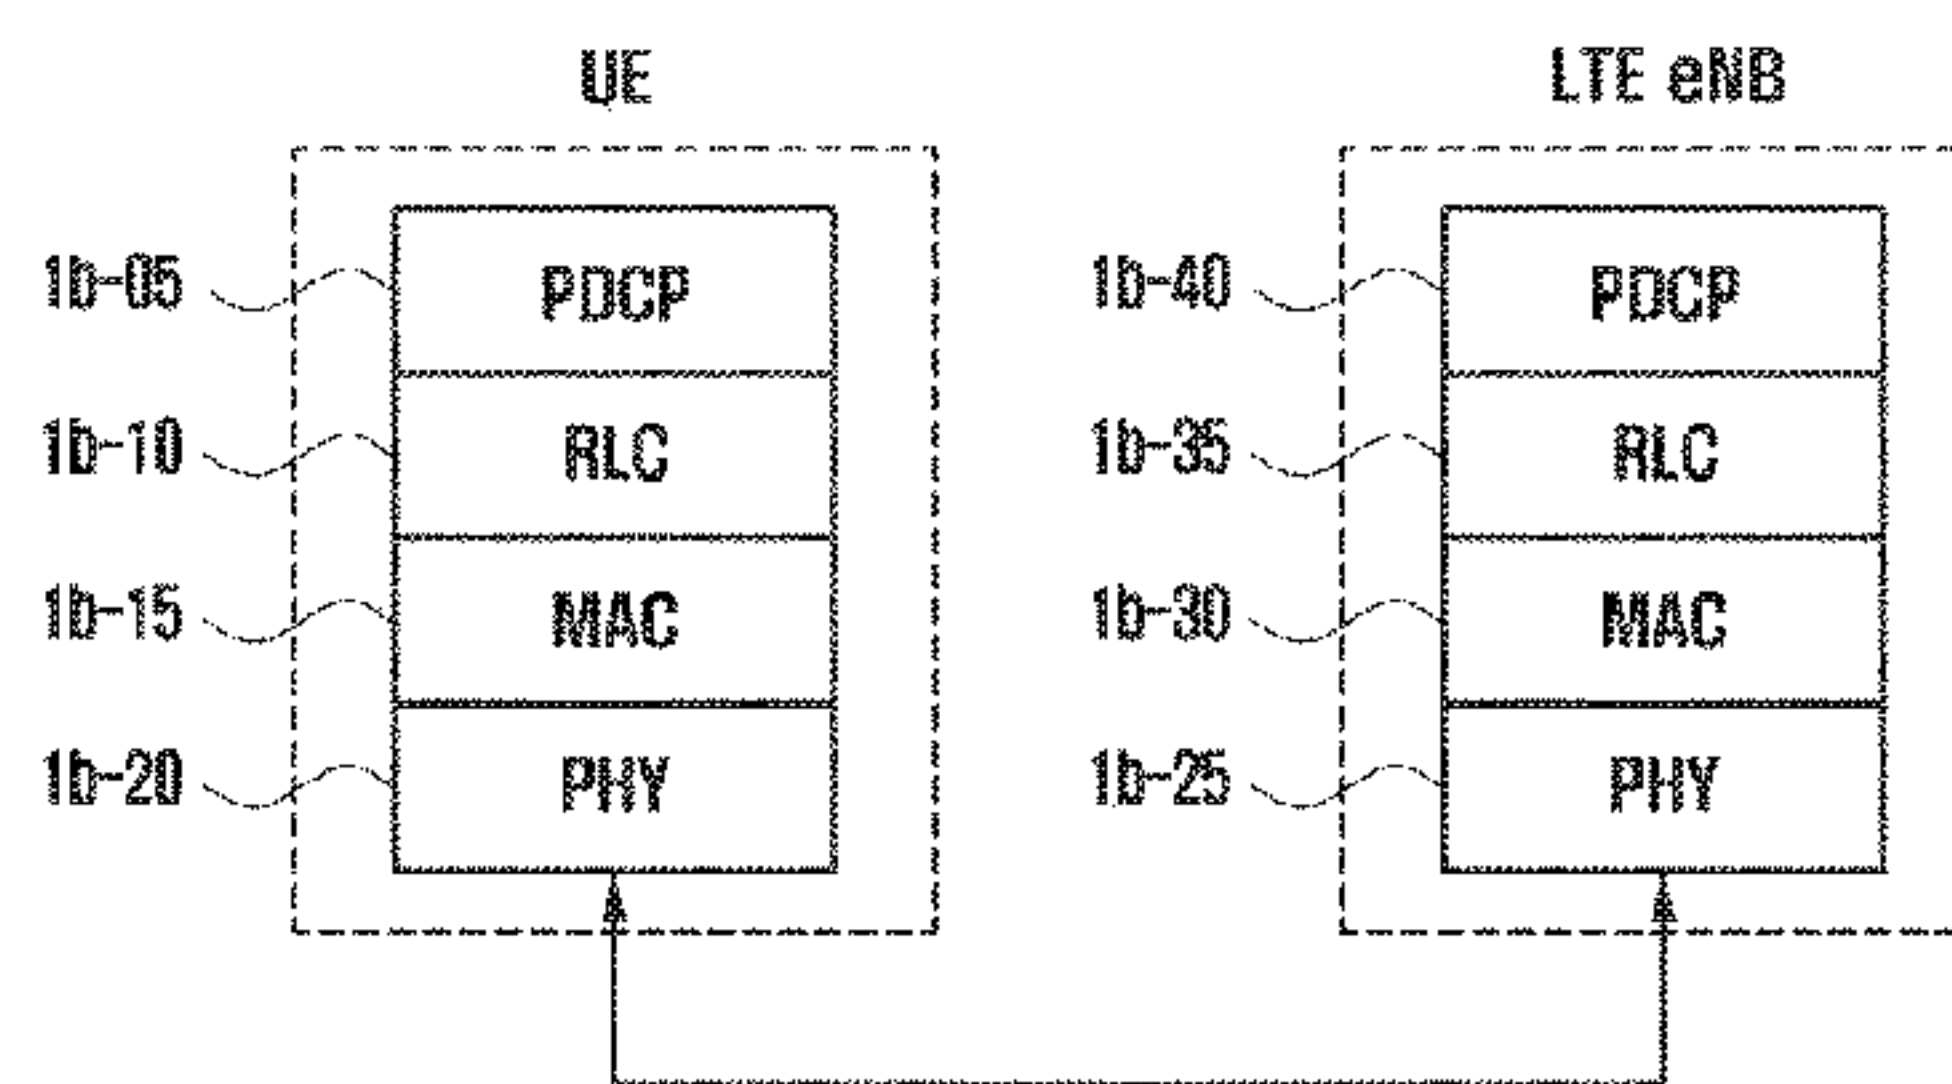 UE LTE eNB
1b-05 PDCP 1b-40 PDCP
1b-10 RLC 1b-35 RLC
1b-15 MAC 1b-30 MAC
1b-20 PHY 1b-25 PHY